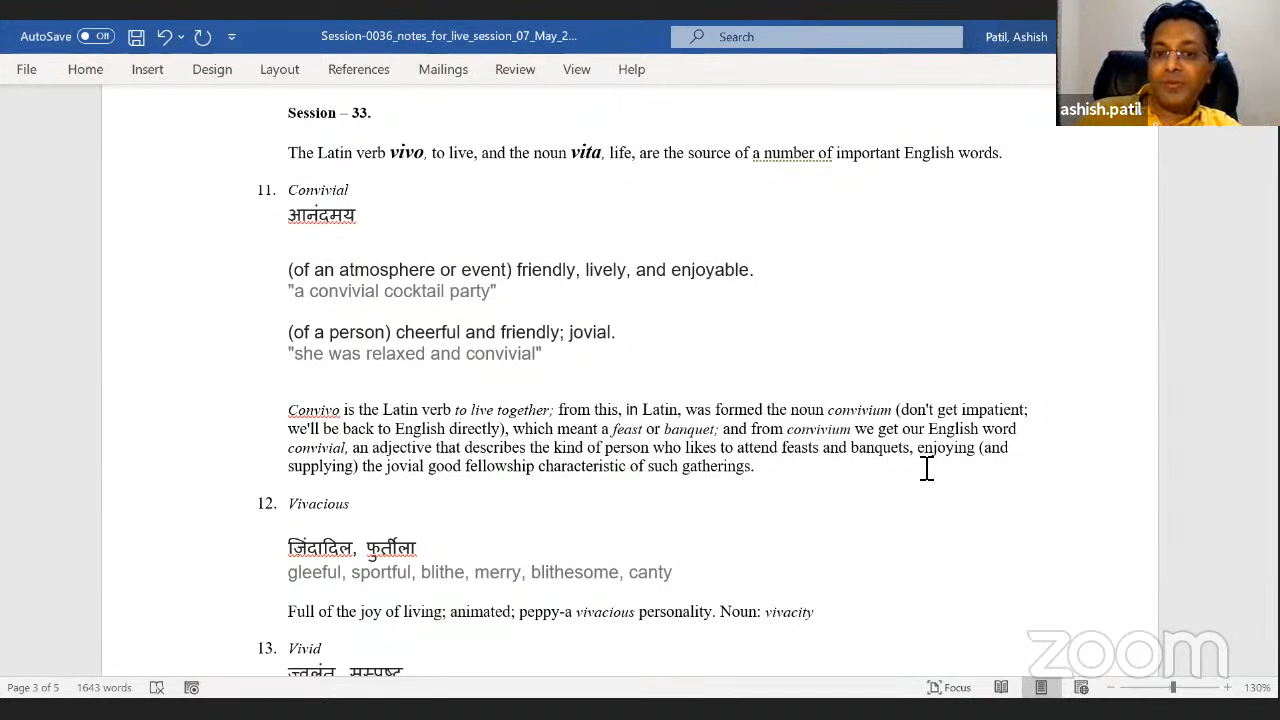 AutoSave Off Session-0036_notes_for_live_session_07_May_2... Search Patil, Ashish
File Home Insert Design Layout References Mailings Review View Help
ashish.patil
Session – 33.
The Latin verb vivo, to live, and the noun vita, life, are the source of a number of important English words.
11. Convivial
आनंदमय
(of an atmosphere or event) friendly, lively, and enjoyable.
"a convivial cocktail party"
(of a person) cheerful and friendly; jovial.
"she was relaxed and convivial"
Convivo is the Latin verb to live together; from this, in Latin, was formed the noun convivium (don't get impatient;
we'll be back to English directly), which meant a feast or banquet; and from convivium we get our English word
convivial, an adjective that describes the kind of person who likes to attend feasts and banquets, enjoying (and
supplying) the jovial good fellowship characteristic of such gatherings.
12. Vivacious
ज़िंदादिल, फुर्तीला
gleeful, sportful, blithe, merry, blithesome, canty
Full of the joy of living; animated; peppy-a vivacious personality. Noun: vivacity
13. Vivid
ज्वलंत, सुस्पष्ट
zoom
Page 3 of 5 1643 words Focus 130%